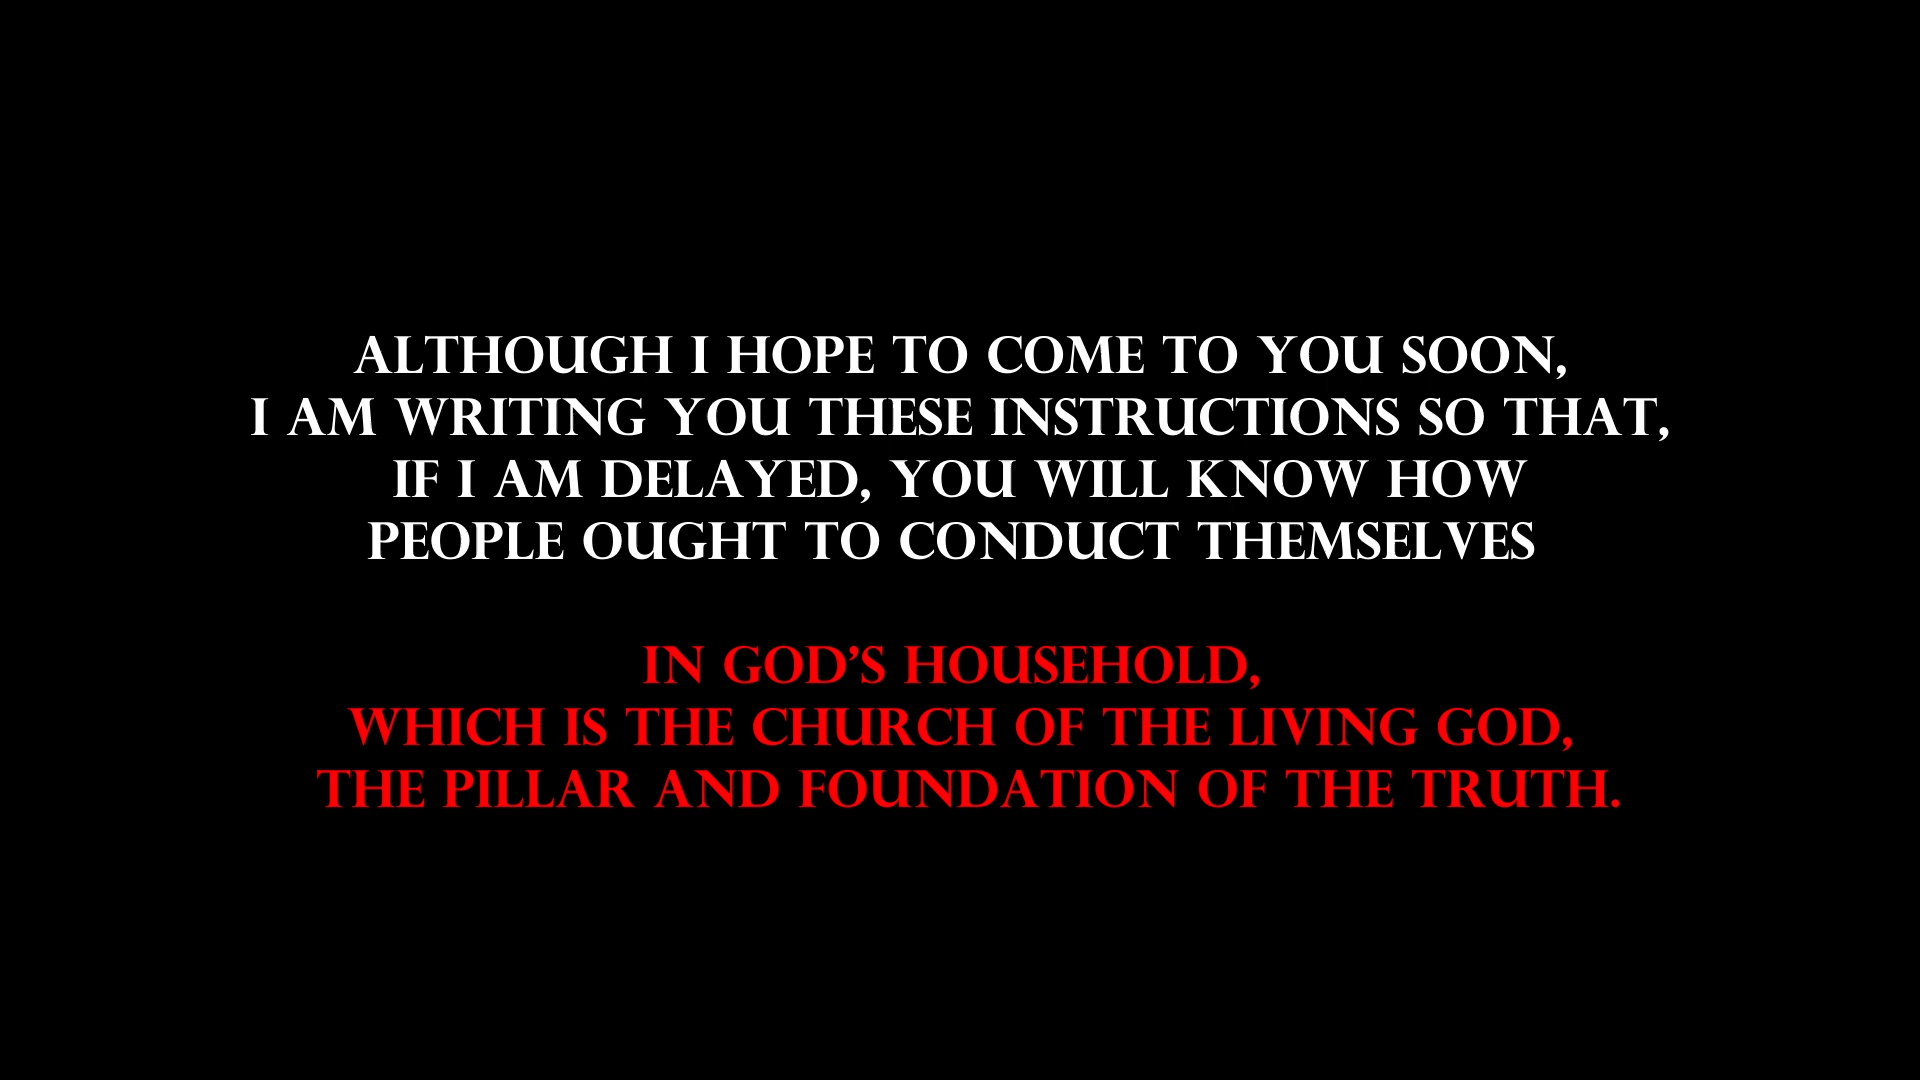 ALTHOUGH I HOPE TO COME TO YOU SOON,
I AM WRITING YOU THESE INSTRUCTIONS SO THAT,
IF I AM DELAYED, YOU WILL KNOW HOW
PEOPLE OUGHT TO CONDUCT THEMSELVES
IN GOD’S HOUSEHOLD,
WHICH IS THE CHURCH OF THE LIVING GOD,
THE PILLAR AND FOUNDATION OF THE TRUTH.